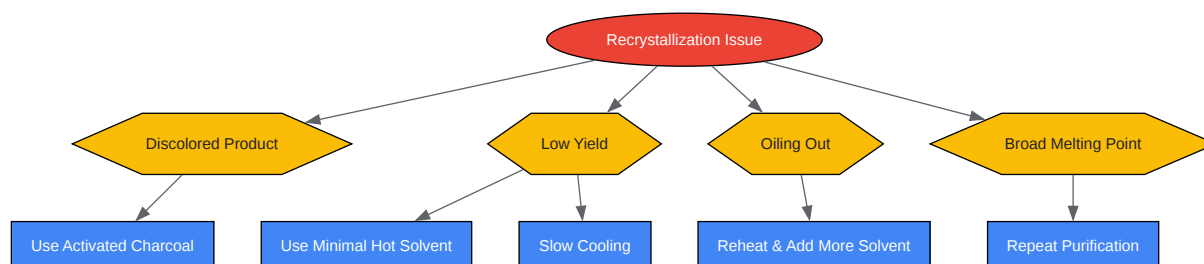 Recrystallization Issue
Discolored Product
Low Yield
Oiling Out
Broad Melting Point
Use Activated Charcoal
Use Minimal Hot Solvent
Slow Cooling
Reheat & Add More Solvent
Repeat Purification